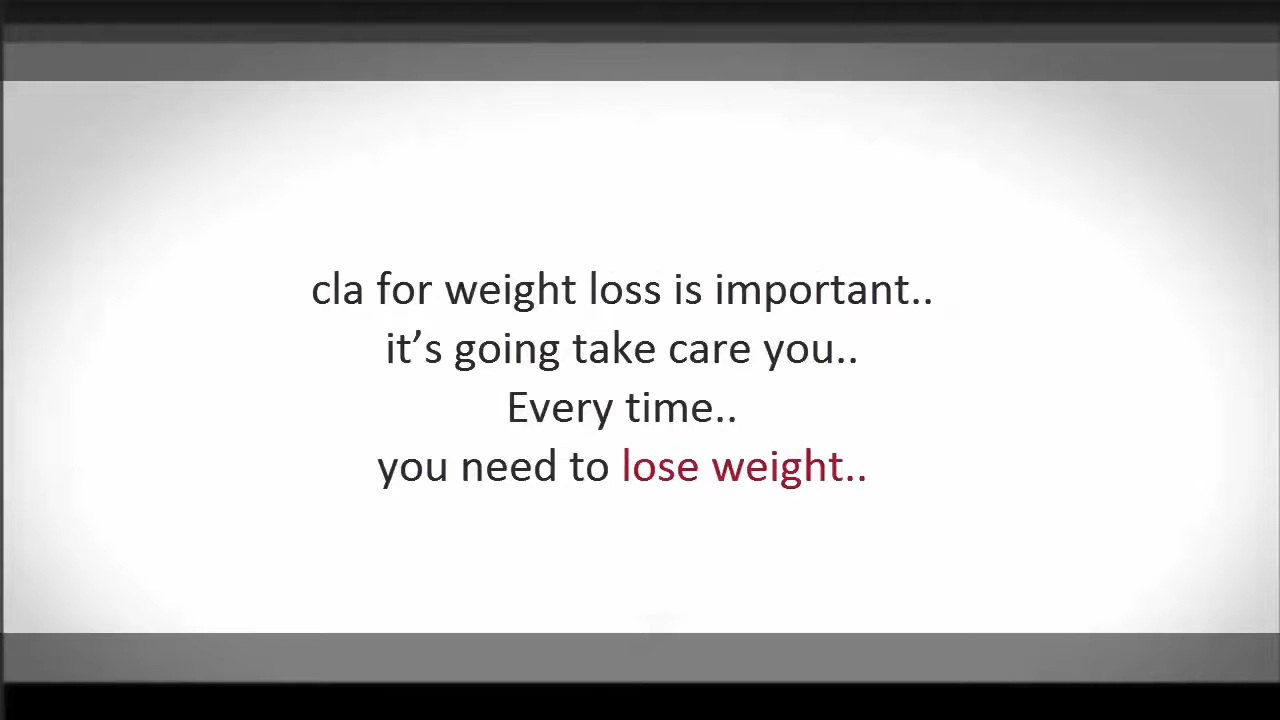 cla for weight loss is important..
it’s going take care you..
Every time..
you need to lose weight..